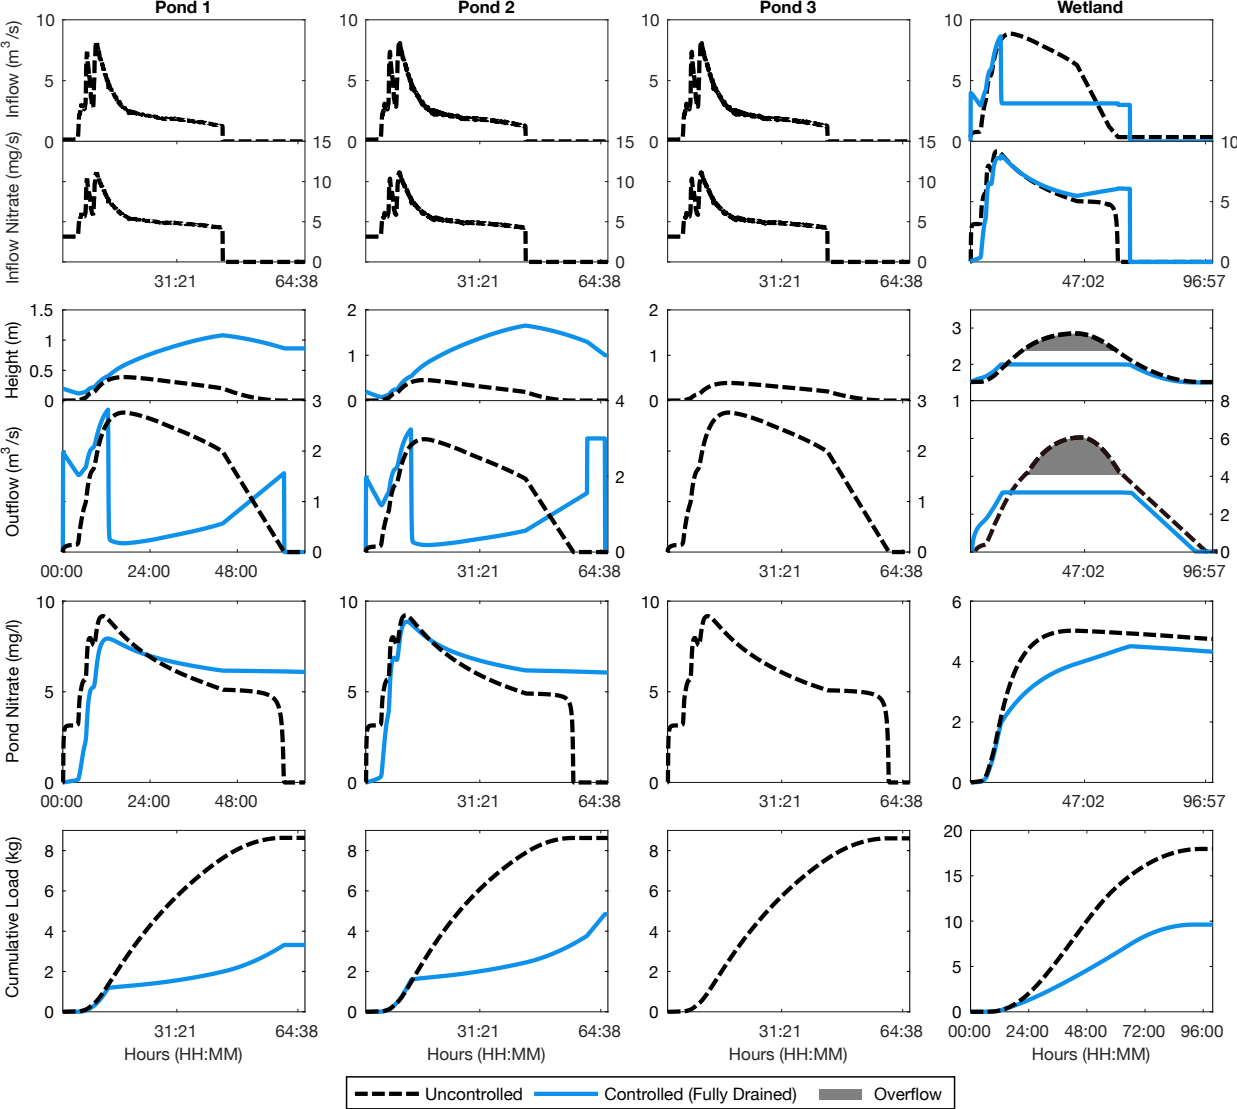 Pond 1 Pond 2 Pond 3 Wetland
Inflow (m³/s)
10 10 10 10
5 5 5 5
0 0 0 0
Inflow Nitrate (mg/s)
15 15 15 10
10 10 10
5 5 5 5
0 0 0 0
31:21 64:38 31:21 64:38 31:21 64:38 47:02 96:57
Height (m)
1.5 2 2 3
0.5 1 1 2
0 0 0 1
Outflow (m³/s)
3 4 8
2 2 6
1 4
2
0 0 0 0
00:00 24:00 48:00 31:21 64:38 31:21 64:38 47:02 96:57
Pond Nitrate (mg/l)
10 10 10 6
4
5 5 5
2
0 0 0 0
00:00 24:00 48:00 31:21 64:38 31:21 64:38 47:02 96:57
Cumulative Load (kg)
8 8 8 20
6 6 6 15
4 4 4 10
2 2 2 5
0 0 0 0
31:21 64:38 31:21 64:38 31:21 64:38 00:00 24:00 48:00 72:00 96:00
Hours (HH:MM) Hours (HH:MM) Hours (HH:MM) Hours (HH:MM)
Uncontrolled Controlled (Fully Drained) Overflow